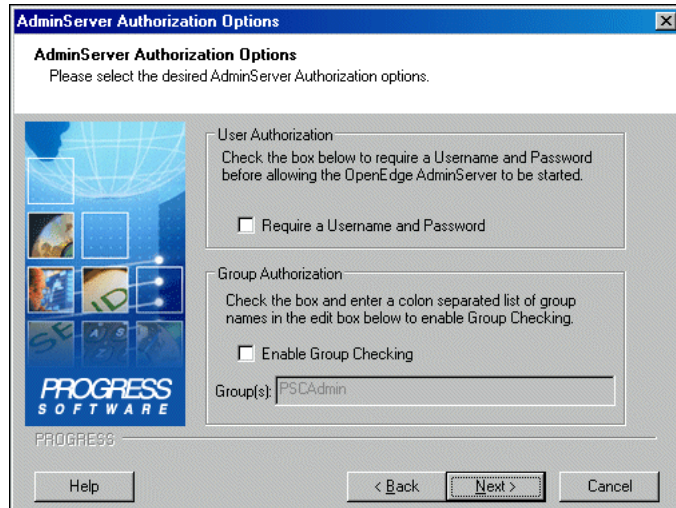 AdminServer Authorization Options
AdminServer Authorization Options
Please select the desired AdminServer Authorization options.
User Authorization
Check the box below to require a Username and Password
before allowing the OpenEdge AdminServer to be started.
Require a Username and Password
Group Authorization
Check the box and enter a colon separated list of group
names in the edit box below to enable Group Checking.
Enable Group Checking
Group(s): PSCAdmin
PROGRESS
SOFTWARE
PROGRESS
Help
< Back
Next >
Cancel